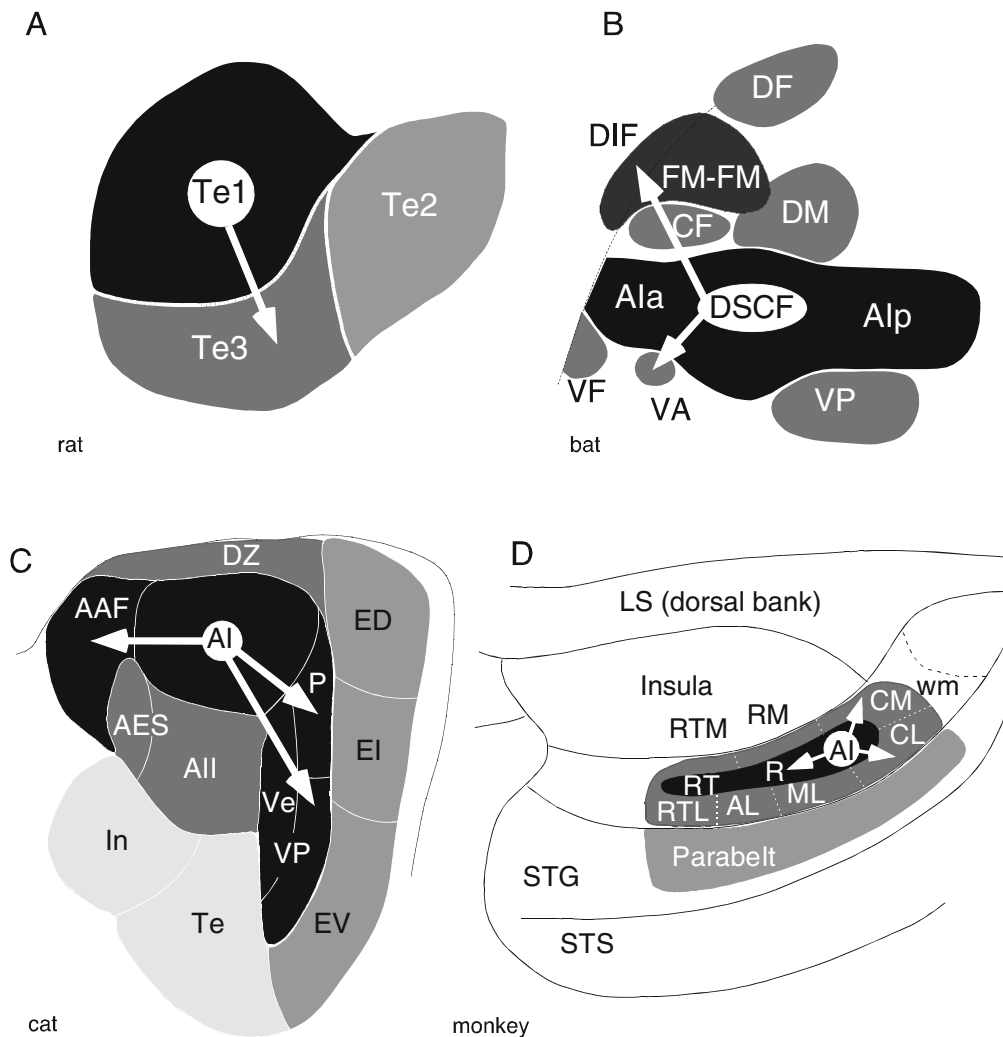 A
Te1
Te2
Te3
rat
B
DF
DIF
FM-FM
CF
DM
AIa
DSCF
AIp
VF
VA
VP
bat
C
DZ
AAF
AI
ED
P
AES
AII
EI
Ve
In
VP
Te
EV
cat
D
LS (dorsal bank)
Insula
wm
RM
CM
RTM
CL
AI
R
RT
ML
RTL
AL
Parabelt
STG
STS
monkey